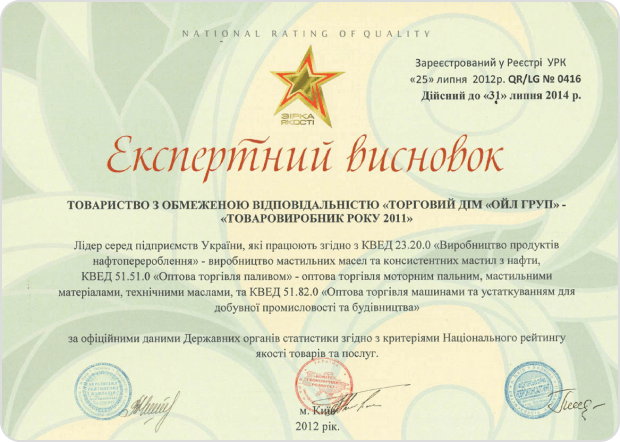 NATIONAL RATING OF QUALITY
Зареєстрований у Реєстрі УРК
«25» липня 2012р. QR/LG № 0416
Дійсний до «31» липня 2014 р.
ЗІРКА
ЯКОСТІ
Експертний висновок
ТОВАРИСТВО З ОБМЕЖЕНОЮ ВІДПОВІДАЛЬНІСТЮ «ТОРГОВИЙ ДІМ «ОЙЛ ГРУП» -
«ТОВАРОВИРОБНИК РОКУ 2011»
Лідер серед підприємств України, які працюють згідно з КВЕД 23.20.0 «Виробництво продуктів
нафтоперероблення» - виробництво мастильних масел та консистентних мастил з нафти,
КВЕД 51.51.0 «Оптова торгівля паливом» - оптова торгівля моторним пальним, мастильними
матеріалами, технічними маслами, та КВЕД 51.82.0 «Оптова торгівля машинами та устаткуванням для
добувної промисловості та будівництва»
за офіційними даними Державних органів статистики згідно з критеріями Національного рейтингу
якості товарів та послуг.
м. Київ
2012 рік.